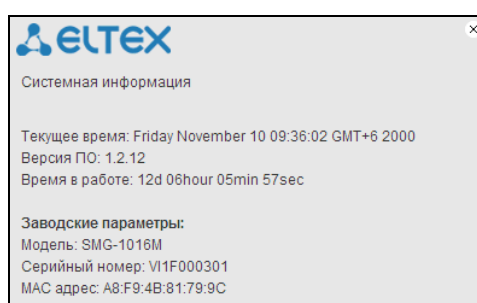 ELTEX
Системная информация
Текущее время: Friday November 10 09:36:02 GMT+6 2000
Версия ПО: 1.2.12
Время в работе: 12d 06hour 05min 57sec
Заводские параметры:
Модель: SMG-1016M
Серийный номер: VI1F000301
MAC адрес: A8:F9:4B:81:79:9C